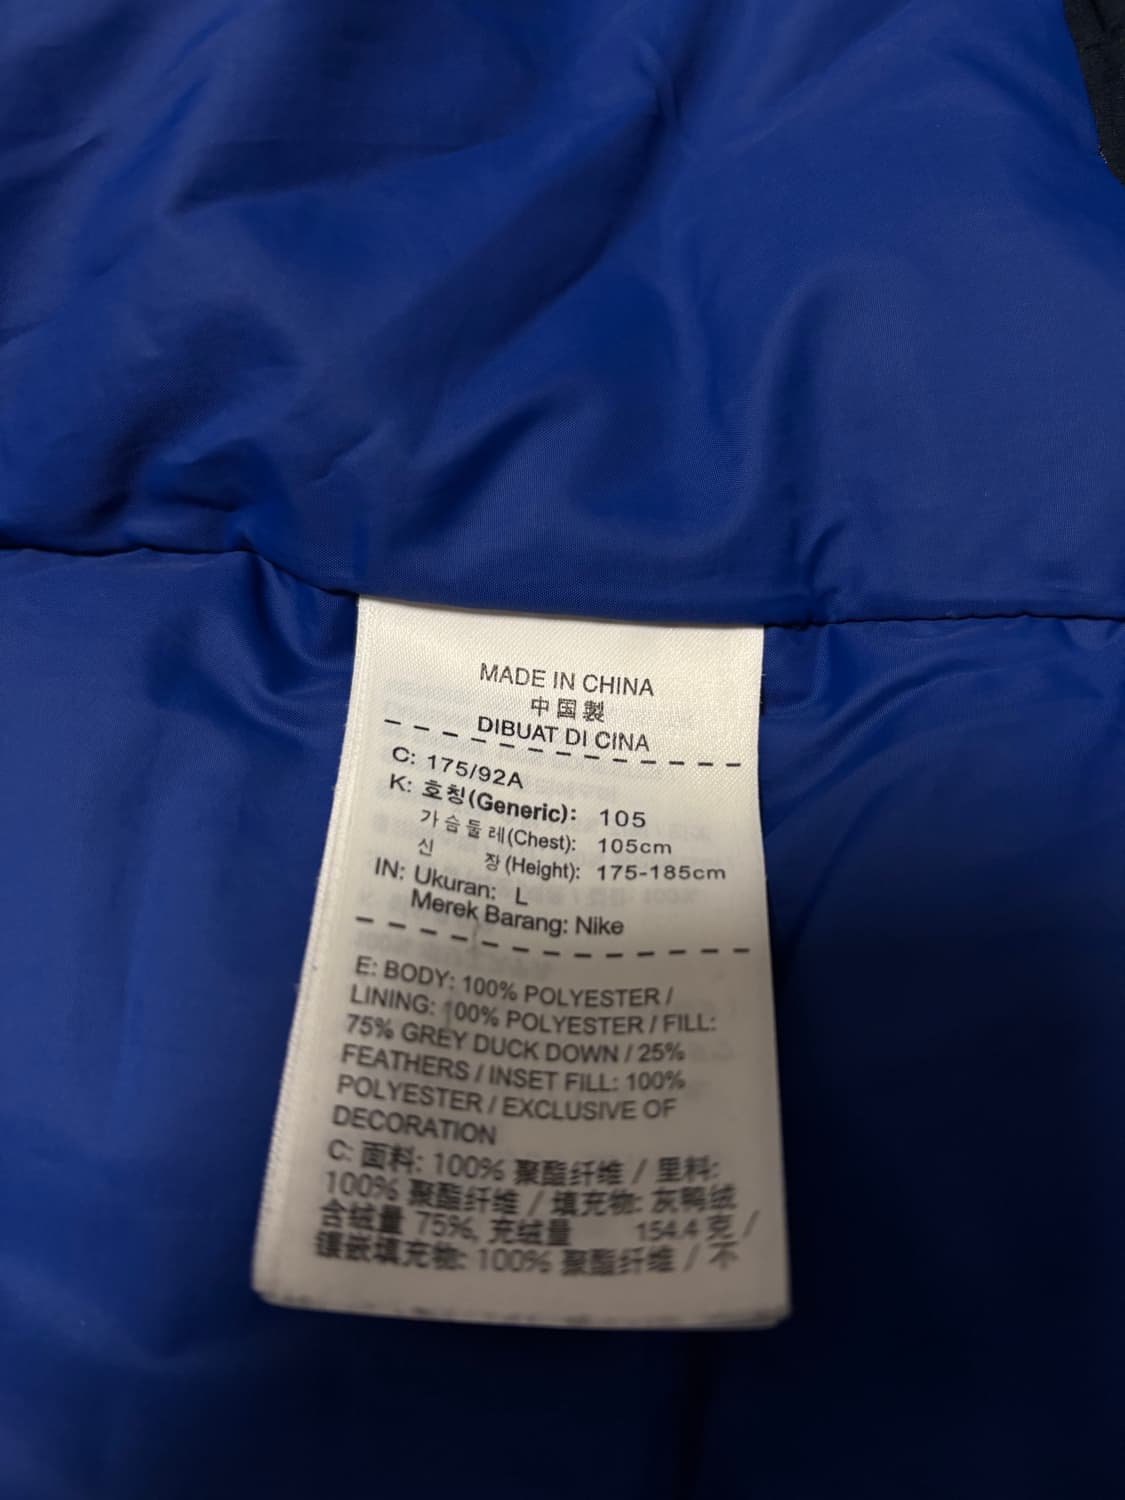 MADE IN CHINA
中国製
DIBUAT DI CINA
C: 175/92A
K: 호칭(Generic): 105
가슴둘레(Chest): 105cm
신 장(Height): 175-185cm
IN: Ukuran: L
Merek Barang: Nike
E: BODY: 100% POLYESTER /
LINING: 100% POLYESTER / FILL:
75% GREY DUCK DOWN / 25%
FEATHERS / INSET FILL: 100%
POLYESTER / EXCLUSIVE OF
DECORATION
C: 面料: 100% 聚酯纤维 / 里料:
100% 聚酯纤维 / 填充物: 灰鸭绒
含绒量 75%, 充绒量 154.4 克 /
镶嵌填充物: 100% 聚酯纤维 / 不